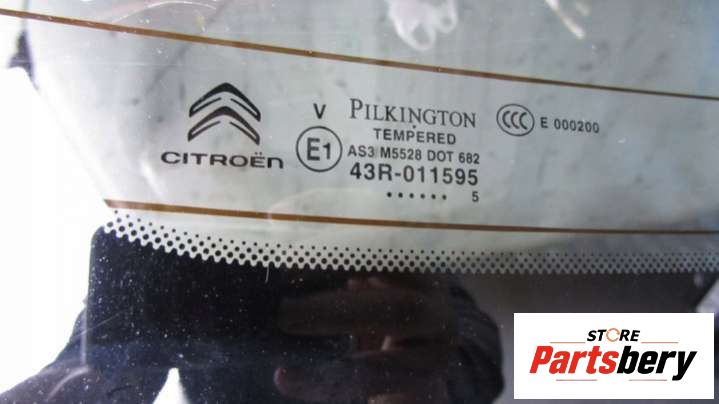 CITROËN
V PILKINGTON
TEMPERED
E1 AS3 M5528 DOT 682
43R-011595
...... 5
CCC E 000200
STORE
Partsbery